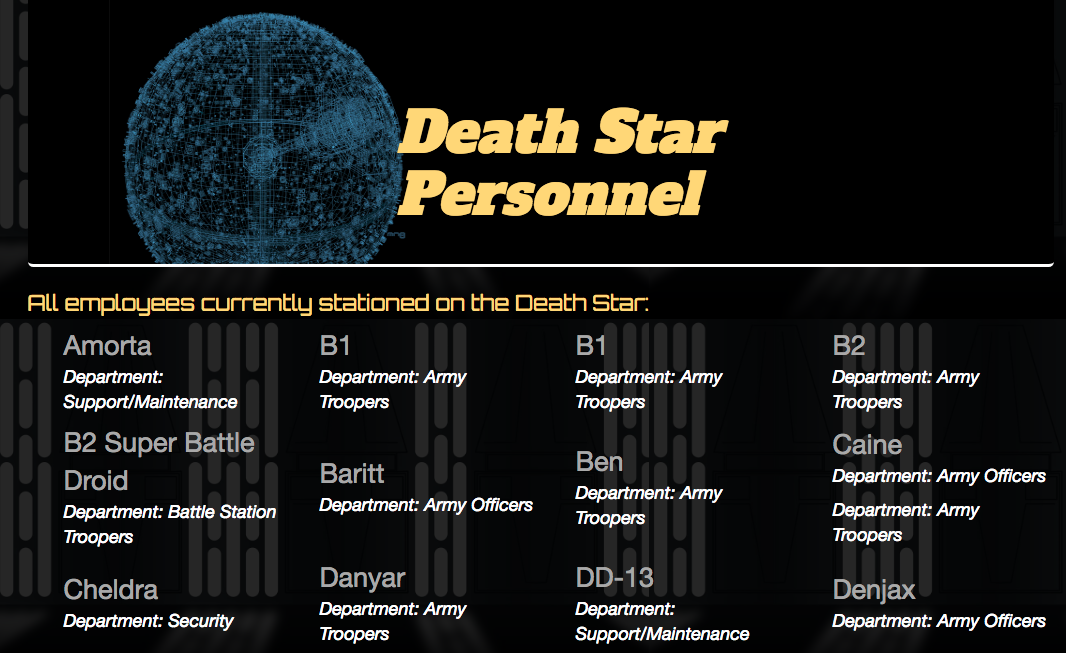 Death Star
Personnel
All employees currently stationed on the Death Star:
Amorta
Department:
Support/Maintenance
B1
Department: Army
Troopers
B1
Department: Army
Troopers
B2
Department: Army
Troopers
B2 Super Battle
Droid
Department: Battle Station
Troopers
Baritt
Department: Army Officers
Ben
Department: Army
Troopers
Caine
Department: Army Officers
Department: Army
Troopers
Cheldra
Department: Security
Danyar
Department: Army
Troopers
DD-13
Department:
Support/Maintenance
Denjax
Department: Army Officers